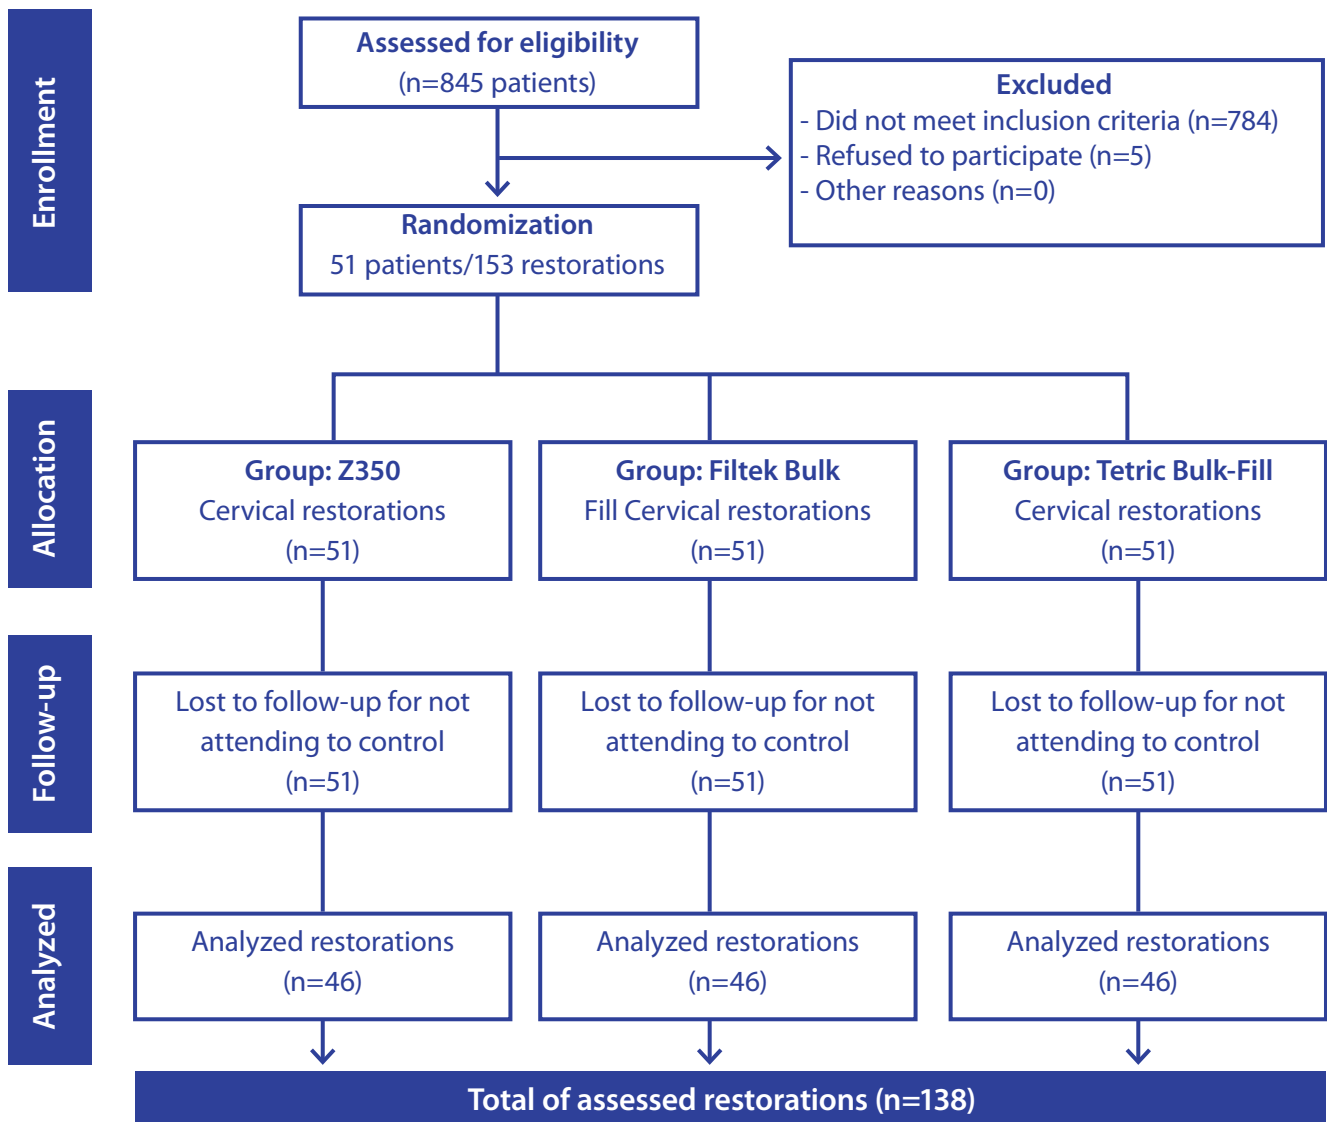 Enrollment
Assessed for eligibility
(n=845 patients)
Excluded
- Did not meet inclusion criteria (n=784)
- Refused to participate (n=5)
- Other reasons (n=0)
Randomization
51 patients/153 restorations
Allocation
Group: Z350
Cervical restorations
(n=51)
Group: Filtek Bulk
Fill Cervical restorations
(n=51)
Group: Tetric Bulk-Fill
Cervical restorations
(n=51)
Follow-up
Lost to follow-up for not
attending to control
(n=51)
Lost to follow-up for not
attending to control
(n=51)
Lost to follow-up for not
attending to control
(n=51)
Analyzed
Analyzed restorations
(n=46)
Analyzed restorations
(n=46)
Analyzed restorations
(n=46)
Total of assessed restorations (n=138)